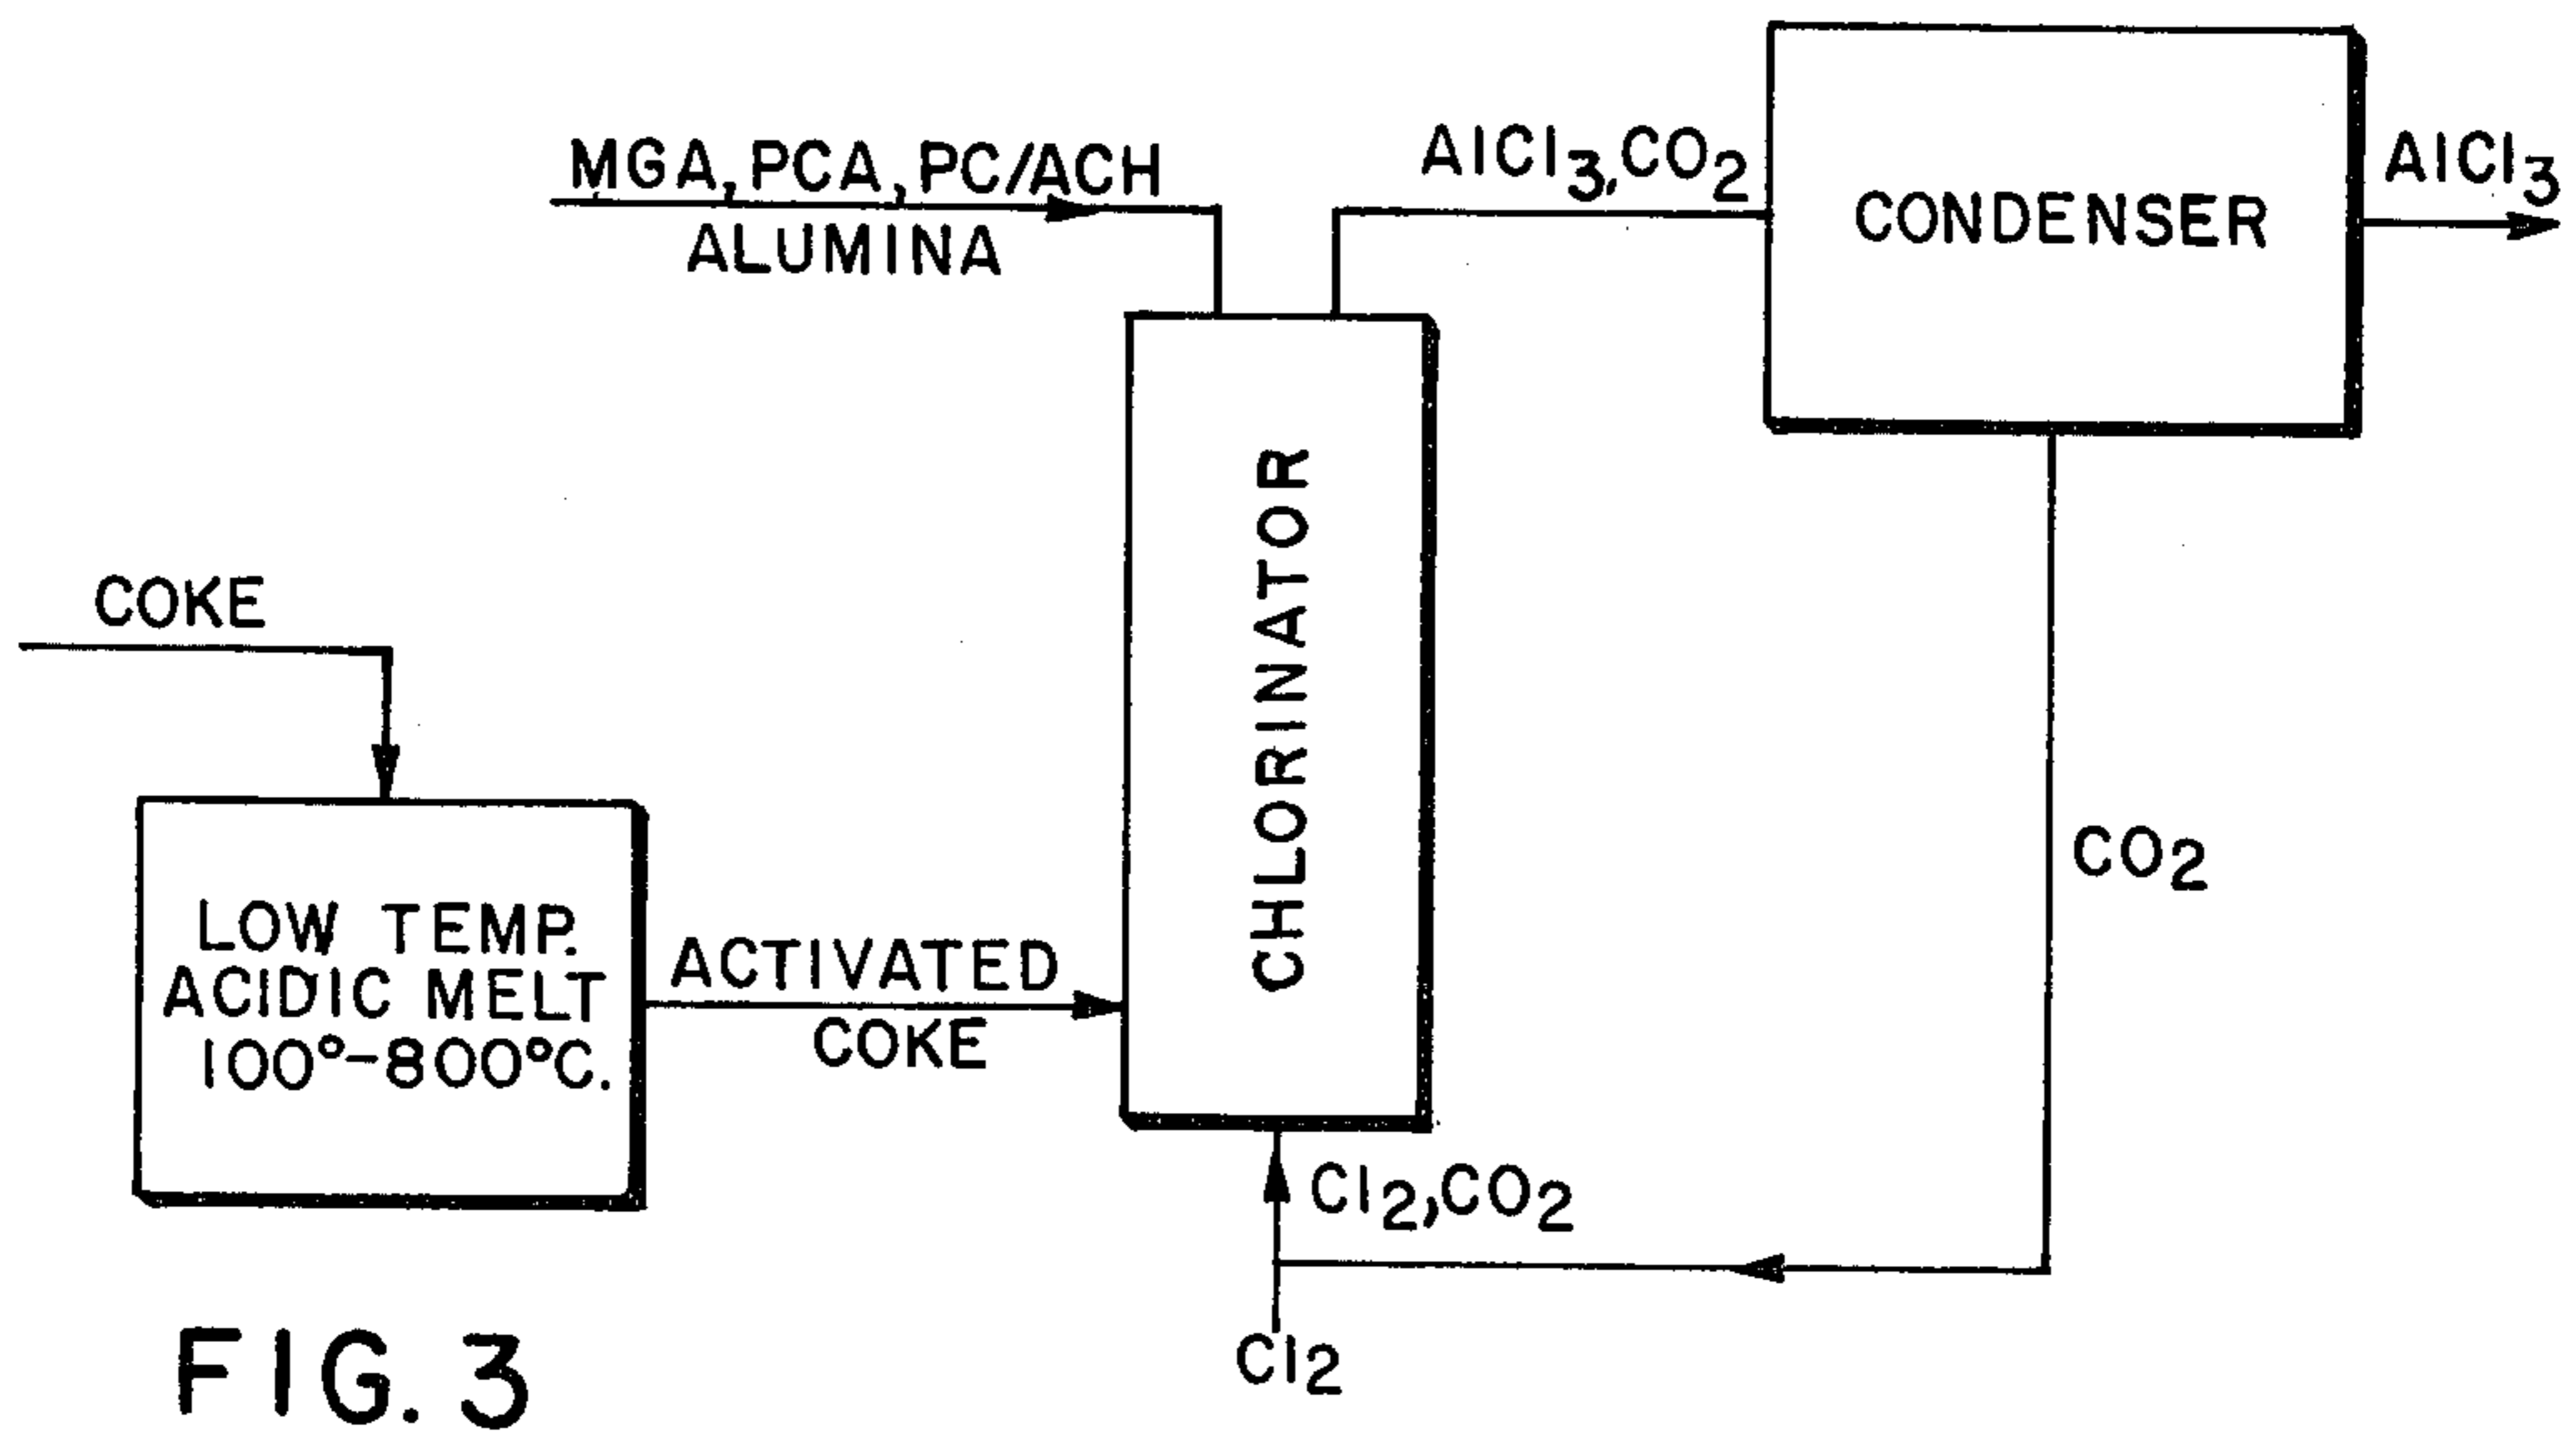 MGA, PCA, PC/ACH
ALUMINA
AlCl3, CO2
CONDENSER
AlCl3
COKE
LOW TEMP.
ACIDIC MELT
100°-800°C.
ACTIVATED
COKE
CHLORINATOR
CO2
Cl2, CO2
Cl2
FIG. 3